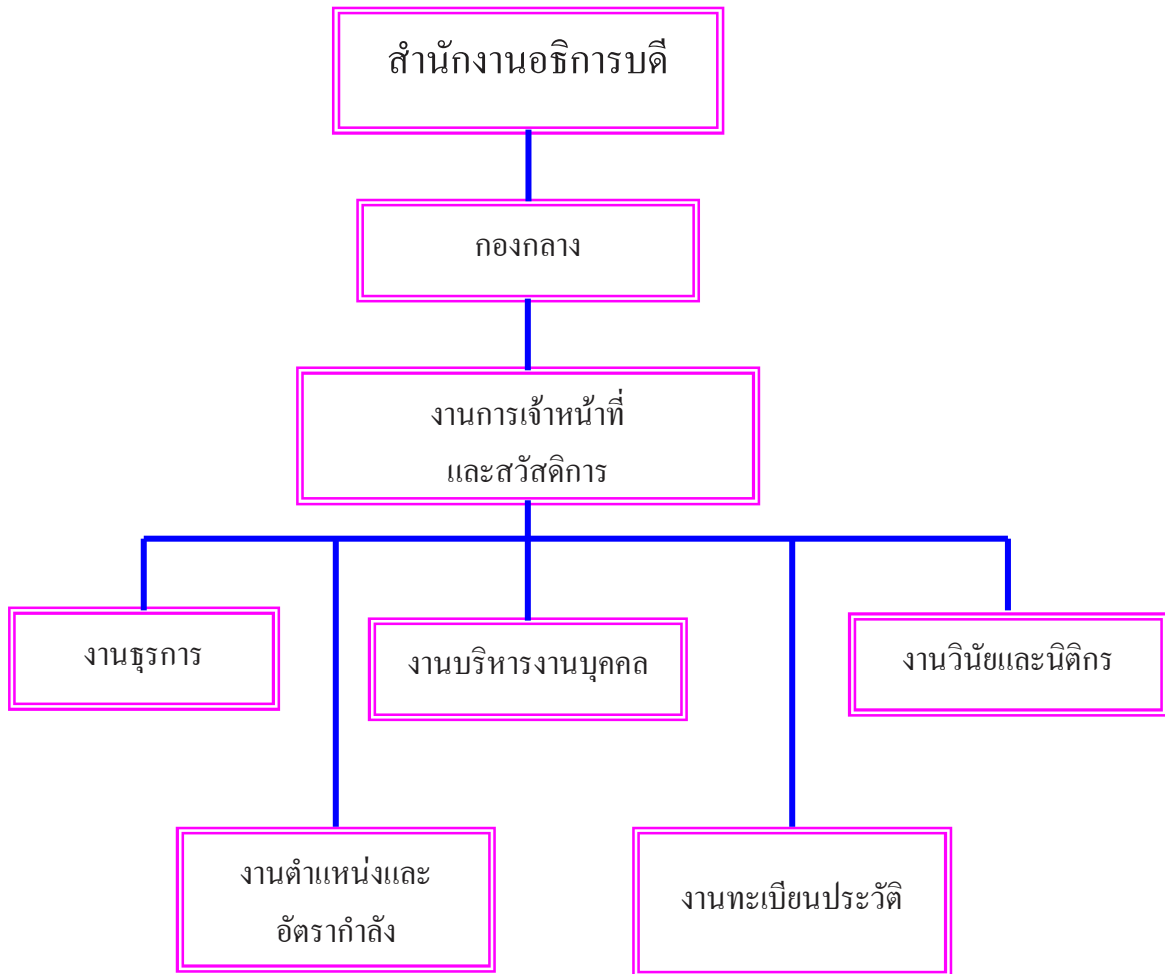 สำนักงานอธิการบดี
กองกลาง
งานการเจ้าหน้าที่
และสวัสดิการ
งานธุรการ
งานบริหารงานบุคคล
งานวินัยและนิติกร
งานตำแหน่งและ
อัตรากำลัง
งานทะเบียนประวัติ